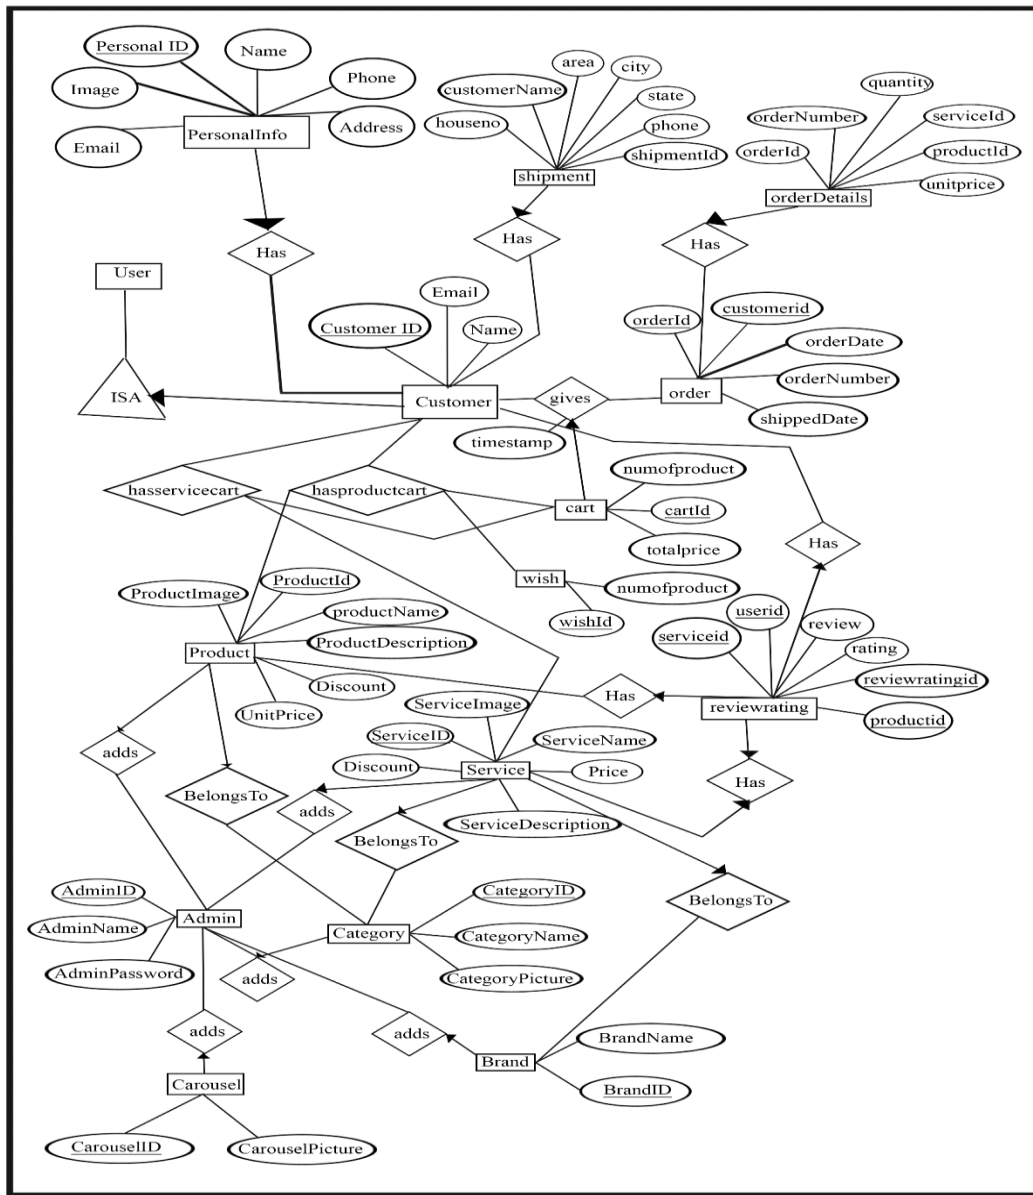 Personal ID
Name
Image
Phone
Email
PersonalInfo
Address
area
city
customerName
state
houseno
phone
shipmentId
shipment
quantity
orderNumber
serviceId
orderId
productId
unitprice
orderDetails
Has
Has
Has
User
ISA
Email
Customer ID
Name
Customer
gives
timestamp
customerid
orderId
orderDate
orderNumber
order
shippedDate
hasservicecart
hasproductcart
numofproduct
cart
cartId
totalprice
Has
wish
numofproduct
wishId
ProductImage
ProductId
productName
ProductDescription
Product
Discount
UnitPrice
userid
serviceid
review
rating
reviewratingid
reviewrating
productid
Has
ServiceImage
ServiceID
ServiceName
Discount
Service
Price
ServiceDescription
Has
adds
BelongsTo
adds
BelongsTo
BelongsTo
AdminID
AdminName
Admin
AdminPassword
CategoryID
Category
CategoryName
CategoryPicture
adds
adds
adds
BrandName
Brand
BrandID
Carousel
CarouselID
CarouselPicture